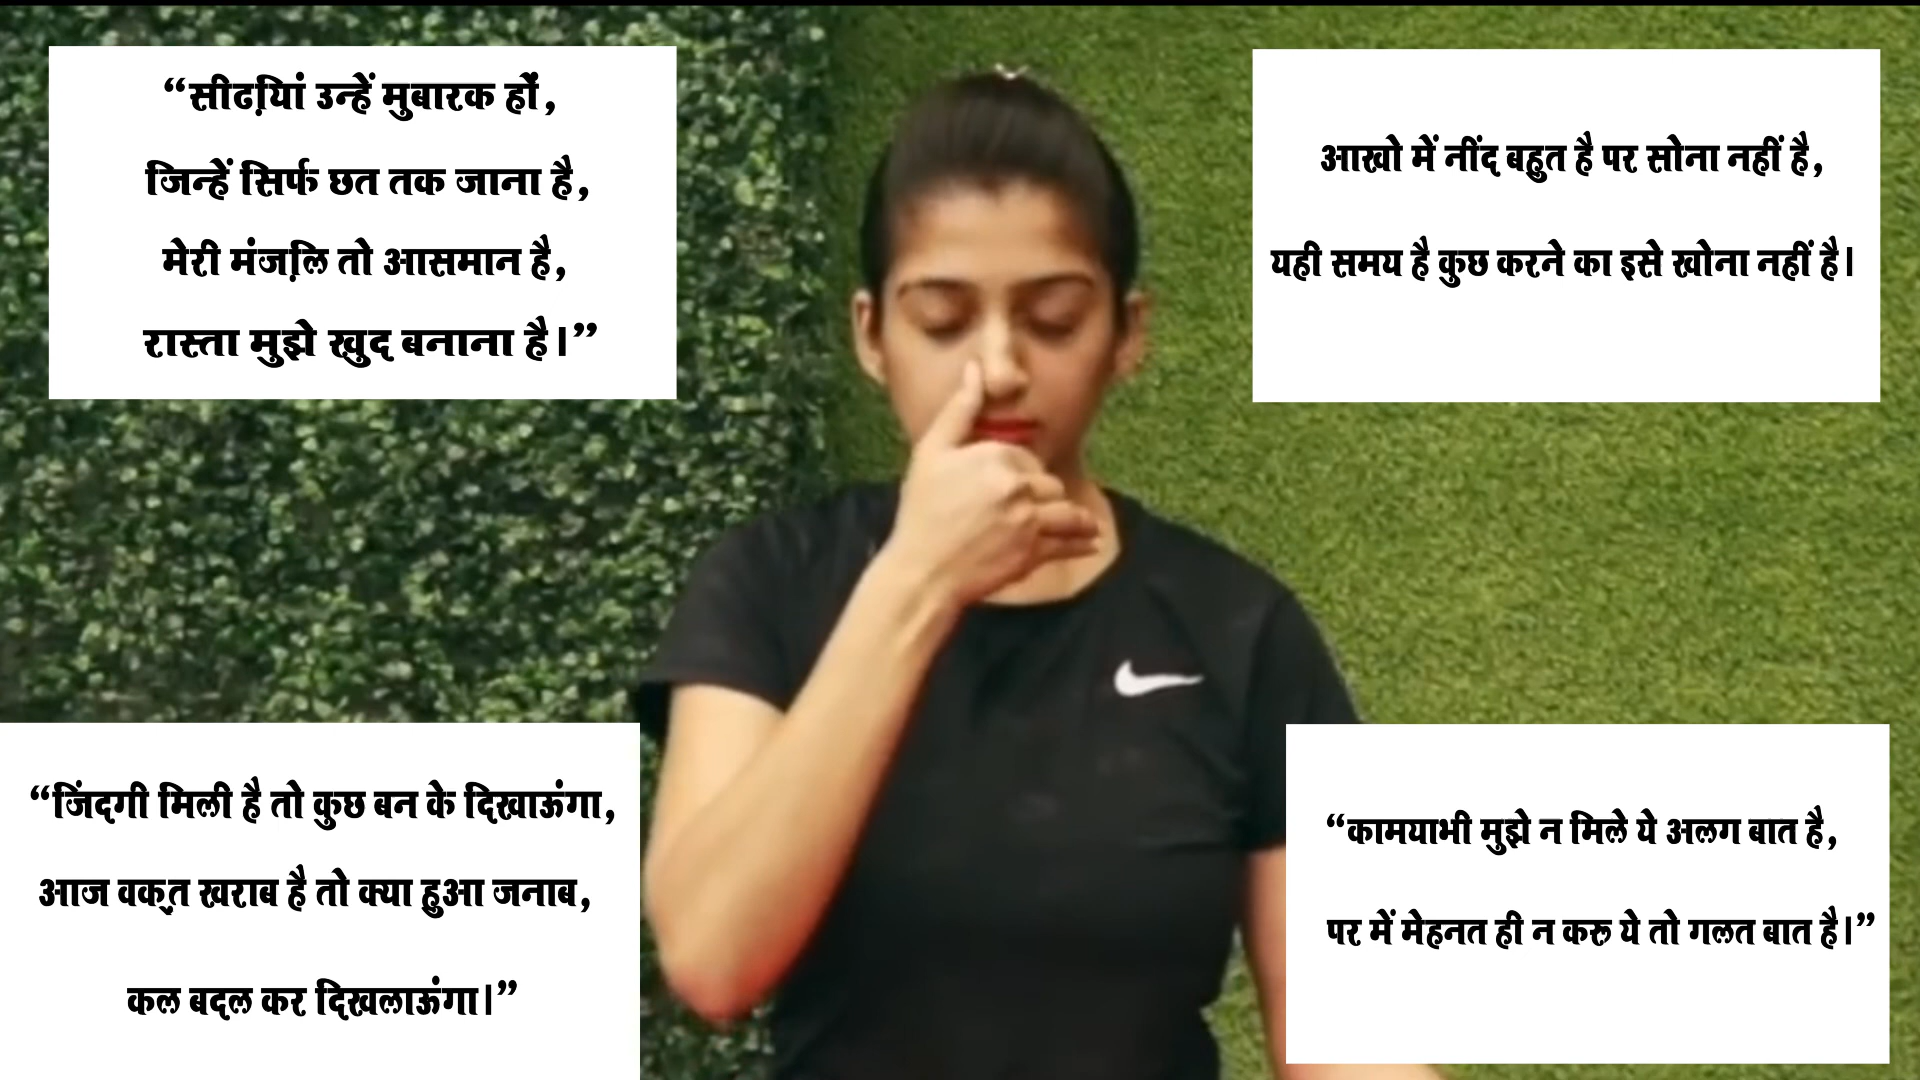 “सीढ़ियां उन्हें मुबारक हों,
जिन्हें सिर्फ छत तक जाना है,
मेरी मंज़िल तो आसमान है,
रास्ता मुझे खुद बनाना है।”
आखो में नींद बहुत है पर सोना नहीं है,
यही समय है कुछ करने का इसे खोना नहीं है।
“जिंदगी मिली है तो कुछ बन के दिखाऊंगा,
आज वक़्त खराब है तो क्या हुआ जनाब,
कल बदल कर दिखलाऊंगा।”
“कामयाभी मुझे न मिले ये अलग बात है,
पर में मेहनत ही न करू ये तो गलत बात है।”